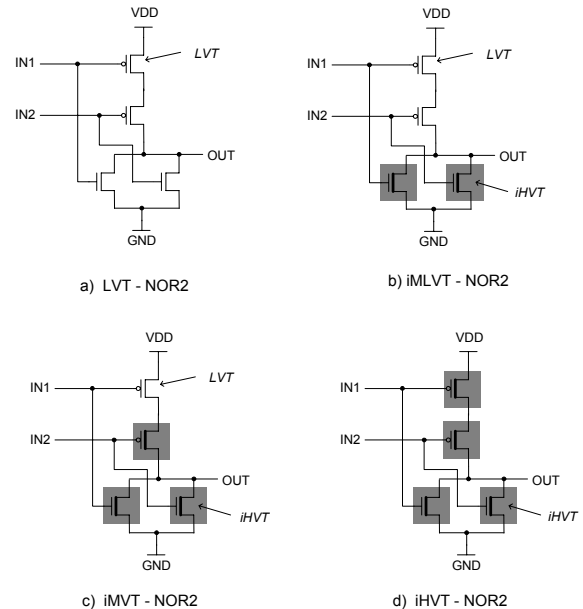 VDD
LVT
IN1
IN2
OUT
GND
a) LVT - NOR2
VDD
LVT
IN1
IN2
OUT
iHVT
GND
b) iMLVT - NOR2
VDD
LVT
IN1
IN2
OUT
iHVT
GND
c) iMVT - NOR2
VDD
IN1
IN2
OUT
iHVT
GND
d) iHVT - NOR2